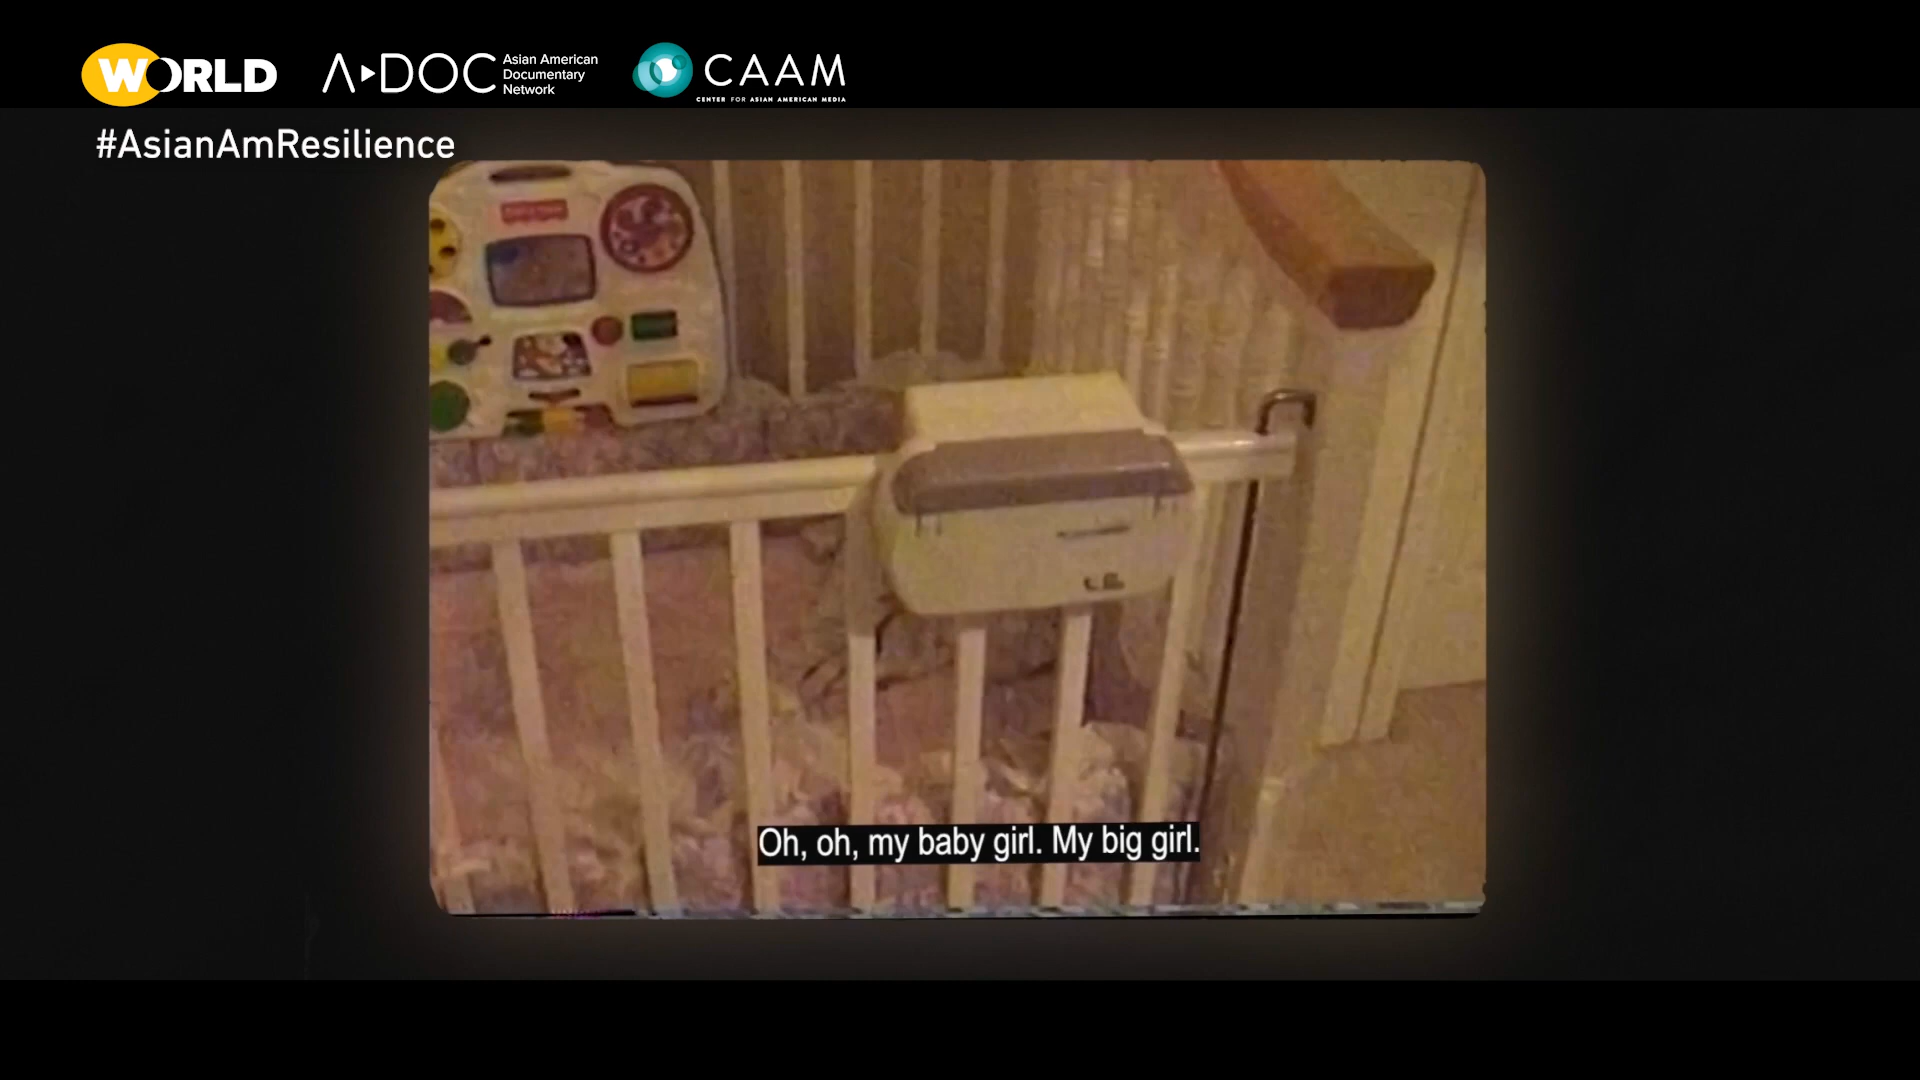 WORLD
A-DOC
Asian American
Documentary
Network
CAAM
CENTER FOR ASIAN AMERICAN MEDIA
#AsianAmResilience
Oh, oh, my baby girl. My big girl.